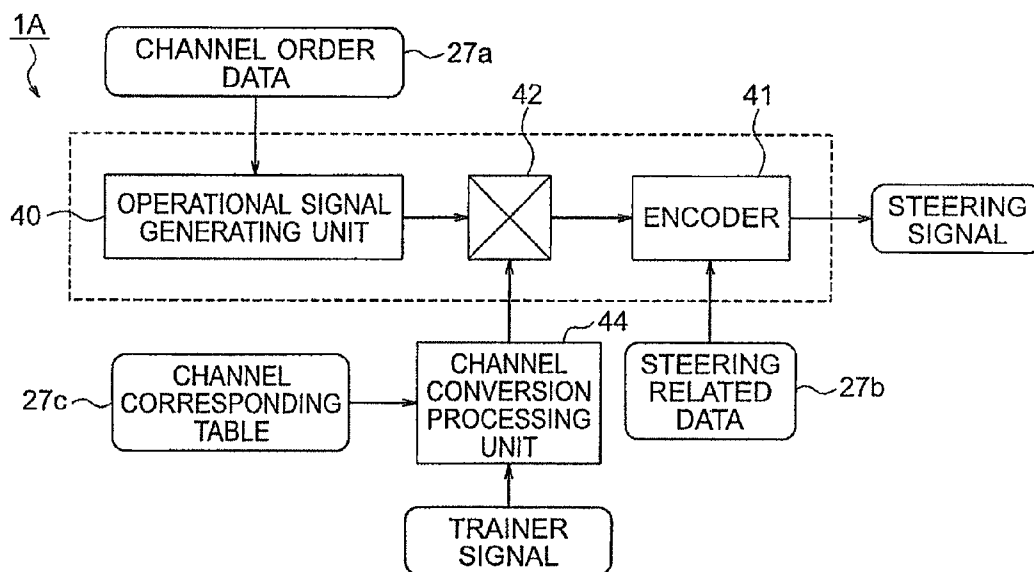 1A
CHANNEL ORDER
DATA
27a
42
41
40
OPERATIONAL SIGNAL
GENERATING UNIT
ENCODER
STEERING
SIGNAL
44
27c
CHANNEL
CORRESPONDING
TABLE
CHANNEL
CONVERSION
PROCESSING
UNIT
STEERING
RELATED
DATA
27b
TRAINER
SIGNAL